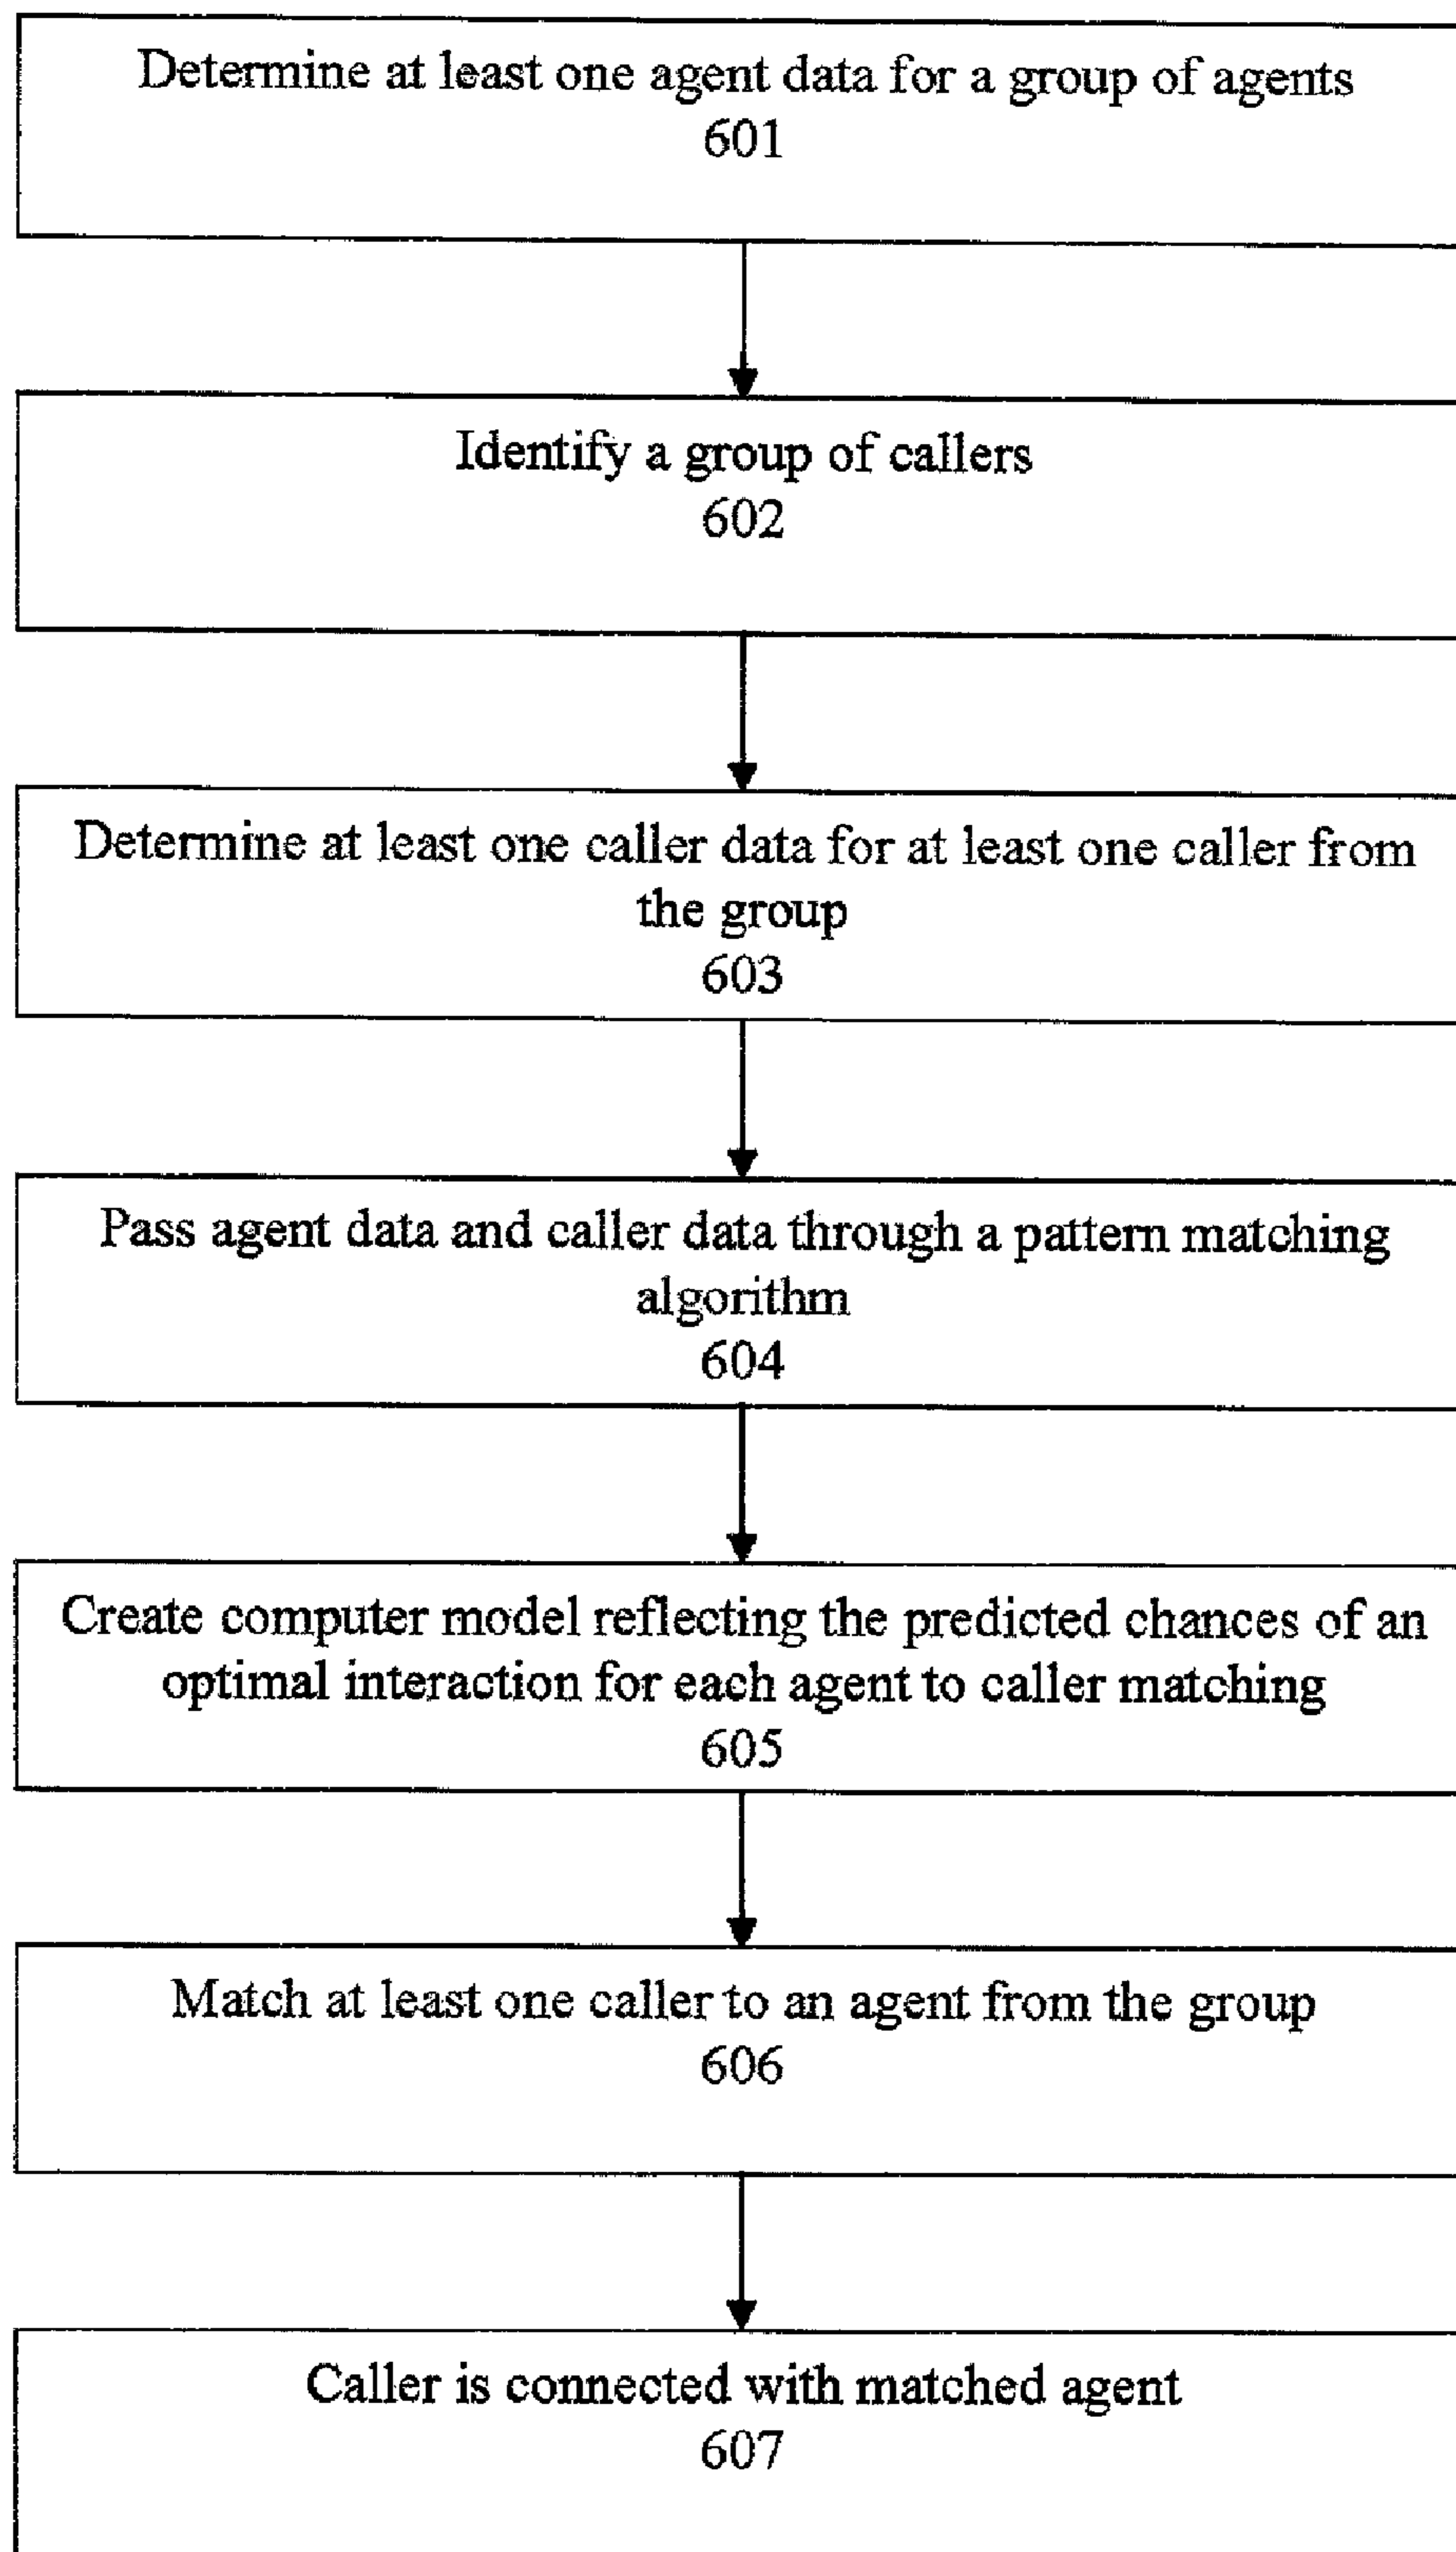 Determine at least one agent data for a group of agents
601
Identify a group of callers
602
Determine at least one caller data for at least one caller from
the group
603
Pass agent data and caller data through a pattern matching
algorithm
604
Create computer model reflecting the predicted chances of an
optimal interaction for each agent to caller matching
605
Match at least one caller to an agent from the group
606
Caller is connected with matched agent
607